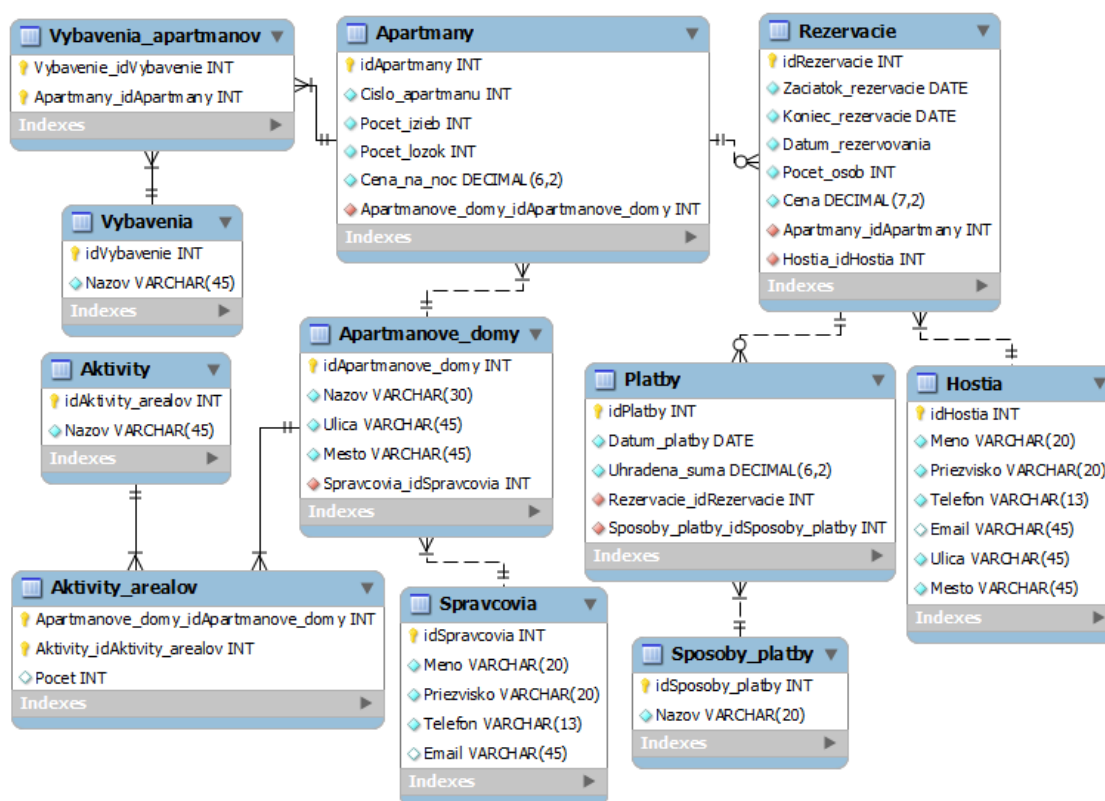 Vybavenia_apartmanov
Vybavenie_idVybavenie INT
Apartmany_idApartmany INT
Indexes
Apartmany
idApartmany INT
Cislo_apartmanu INT
Pocet_izieb INT
Pocet_lozok INT
Cena_na_noc DECIMAL(6,2)
Apartmanove_domy_idApartmanove_domy INT
Indexes
Rezervacie
idRezervacie INT
Zaciatok_rezervacie DATE
Koniec_rezervacie DATE
Datum_rezervovania
Pocet_osob INT
Cena DECIMAL(7,2)
Apartmany_idApartmany INT
Hostia_idHostia INT
Indexes
Vybavenia
idVybavenie INT
Nazov VARCHAR(45)
Indexes
Aktivity
idAktivity_arealov INT
Nazov VARCHAR(45)
Indexes
Apartmanove_domy
idApartmanove_domy INT
Nazov VARCHAR(30)
Ulica VARCHAR(45)
Mesto VARCHAR(45)
Spravcovia_idSpravcovia INT
Indexes
Platby
idPlatby INT
Datum_platby DATE
Uhradena_suma DECIMAL(6,2)
Rezervacie_idRezervacie INT
Sposoby_platby_idSposoby_platby INT
Indexes
Hostia
idHostia INT
Meno VARCHAR(20)
Priezvisko VARCHAR(20)
Telefon VARCHAR(13)
Email VARCHAR(45)
Ulica VARCHAR(45)
Mesto VARCHAR(45)
Indexes
Aktivity_arealov
Apartmanove_domy_idApartmanove_domy INT
Aktivity_idAktivity_arealov INT
Pocet INT
Indexes
Spravcovia
idSpravcovia INT
Meno VARCHAR(20)
Priezvisko VARCHAR(20)
Telefon VARCHAR(13)
Email VARCHAR(45)
Indexes
Sposoby_platby
idSposoby_platby INT
Nazov VARCHAR(20)
Indexes